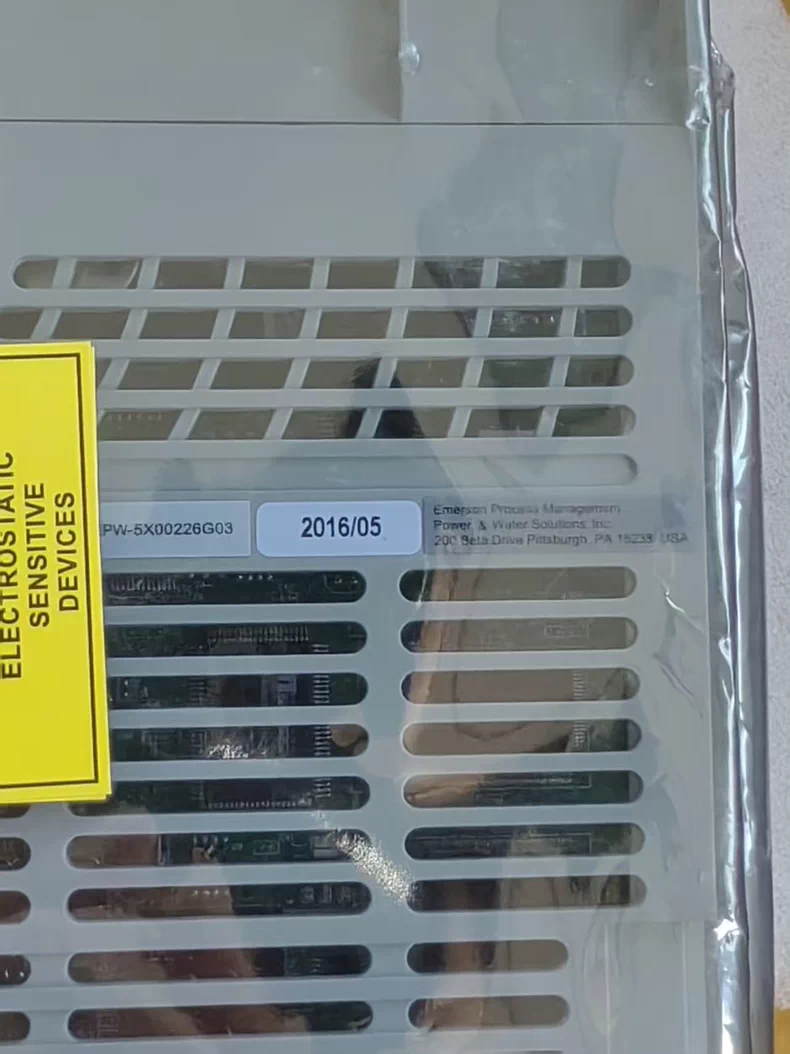 ELECTROSTATIC
SENSITIVE
DEVICES
PW-5X00226G03
2016/05
Emerson Process Management
Power & Water Solutions, Inc.
200 Beta Drive Pittsburgh, PA 15238 USA